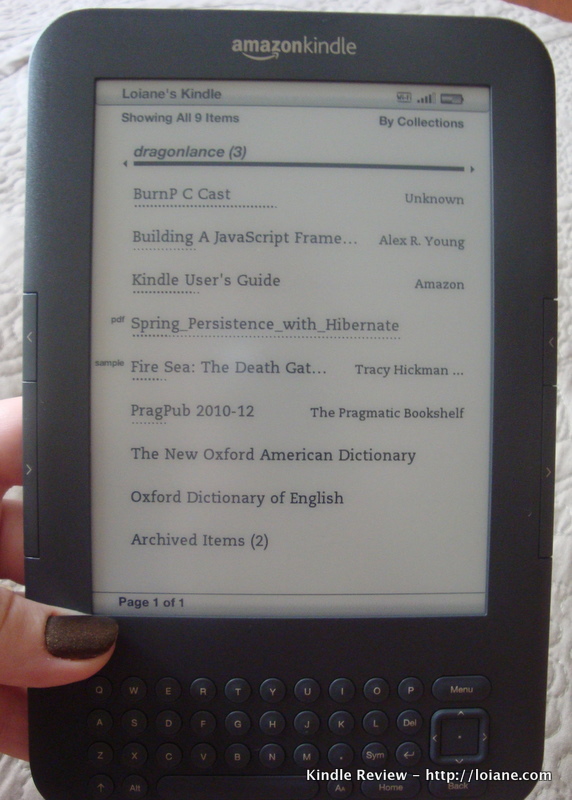 amazonkindle
Loiane's Kindle
Showing All 9 Items By Collections
dragonlance (3)
BurnP C Cast Unknown
Building A JavaScript Frame... Alex R. Young
Kindle User's Guide Amazon
pdf Spring_Persistence_with_Hibernate
sample Fire Sea: The Death Gat... Tracy Hickman ...
PragPub 2010-12 The Pragmatic Bookshelf
The New Oxford American Dictionary
Oxford Dictionary of English
Archived Items (2)
Page 1 of 1
Q W E R T Y U I O P Menu
A S D F G H J K L Del
Z X C V B N M . Sym
Alt Aa Home Back
Kindle Review - http://loiane.com